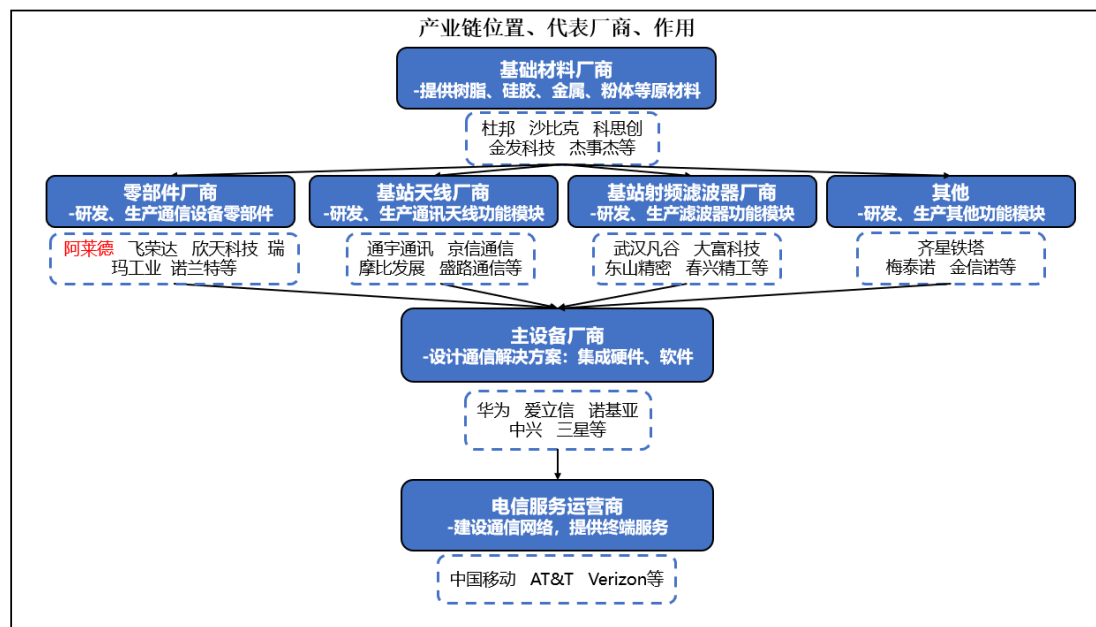 产业链位置、代表厂商、作用
基础材料厂商
-提供树脂、硅胶、金属、粉体等原材料
杜邦 沙比克 科思创
金发科技 杰事杰等
零部件厂商
-研发、生产通信设备零部件
阿莱德 飞荣达 欣天科技 瑞
玛工业 诺兰特等
基站天线厂商
-研发、生产通讯天线功能模块
通宇通讯 京信通信
摩比发展 盛路通信等
基站射频滤波器厂商
-研发、生产滤波器功能模块
武汉凡谷 大富科技
东山精密 春兴精工等
其他
-研发、生产其他功能模块
齐星铁塔
梅泰诺 金信诺等
主设备厂商
-设计通信解决方案：集成硬件、软件
华为 爱立信 诺基亚
中兴 三星等
电信服务运营商
-建设通信网络，提供终端服务
中国移动 AT&T Verizon等